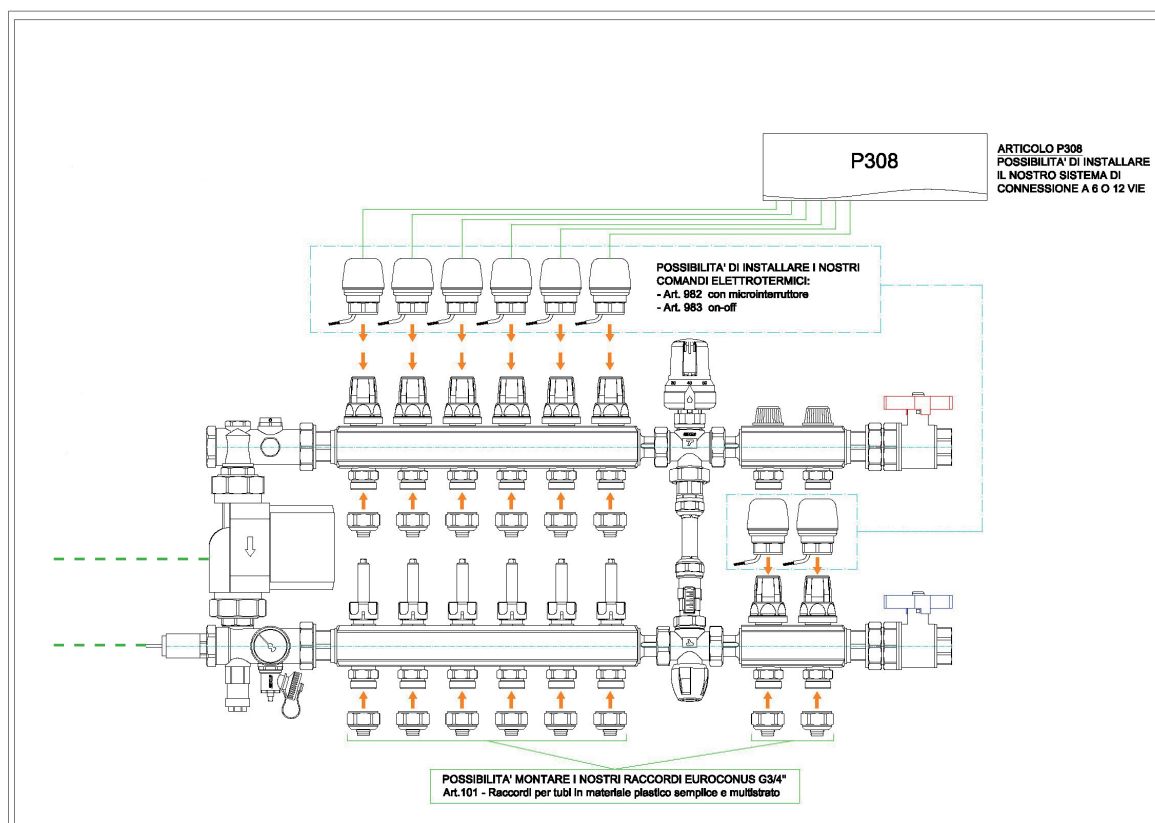 P308
ARTICOLO P308
POSSIBILITA' DI INSTALLARE
IL NOSTRO SISTEMA DI
CONNESSIONE A 6 O 12 VIE
POSSIBILITA' DI INSTALLARE I NOSTRI
COMANDI ELETTROTERMICI:
- Art. 982 con microinterruttore
- Art. 983 on-off
POSSIBILITA' MONTARE I NOSTRI RACCORDI EUROCONUS G3/4"
Art.101 - Raccordi per tubi in materiale plastico semplice e multistrato